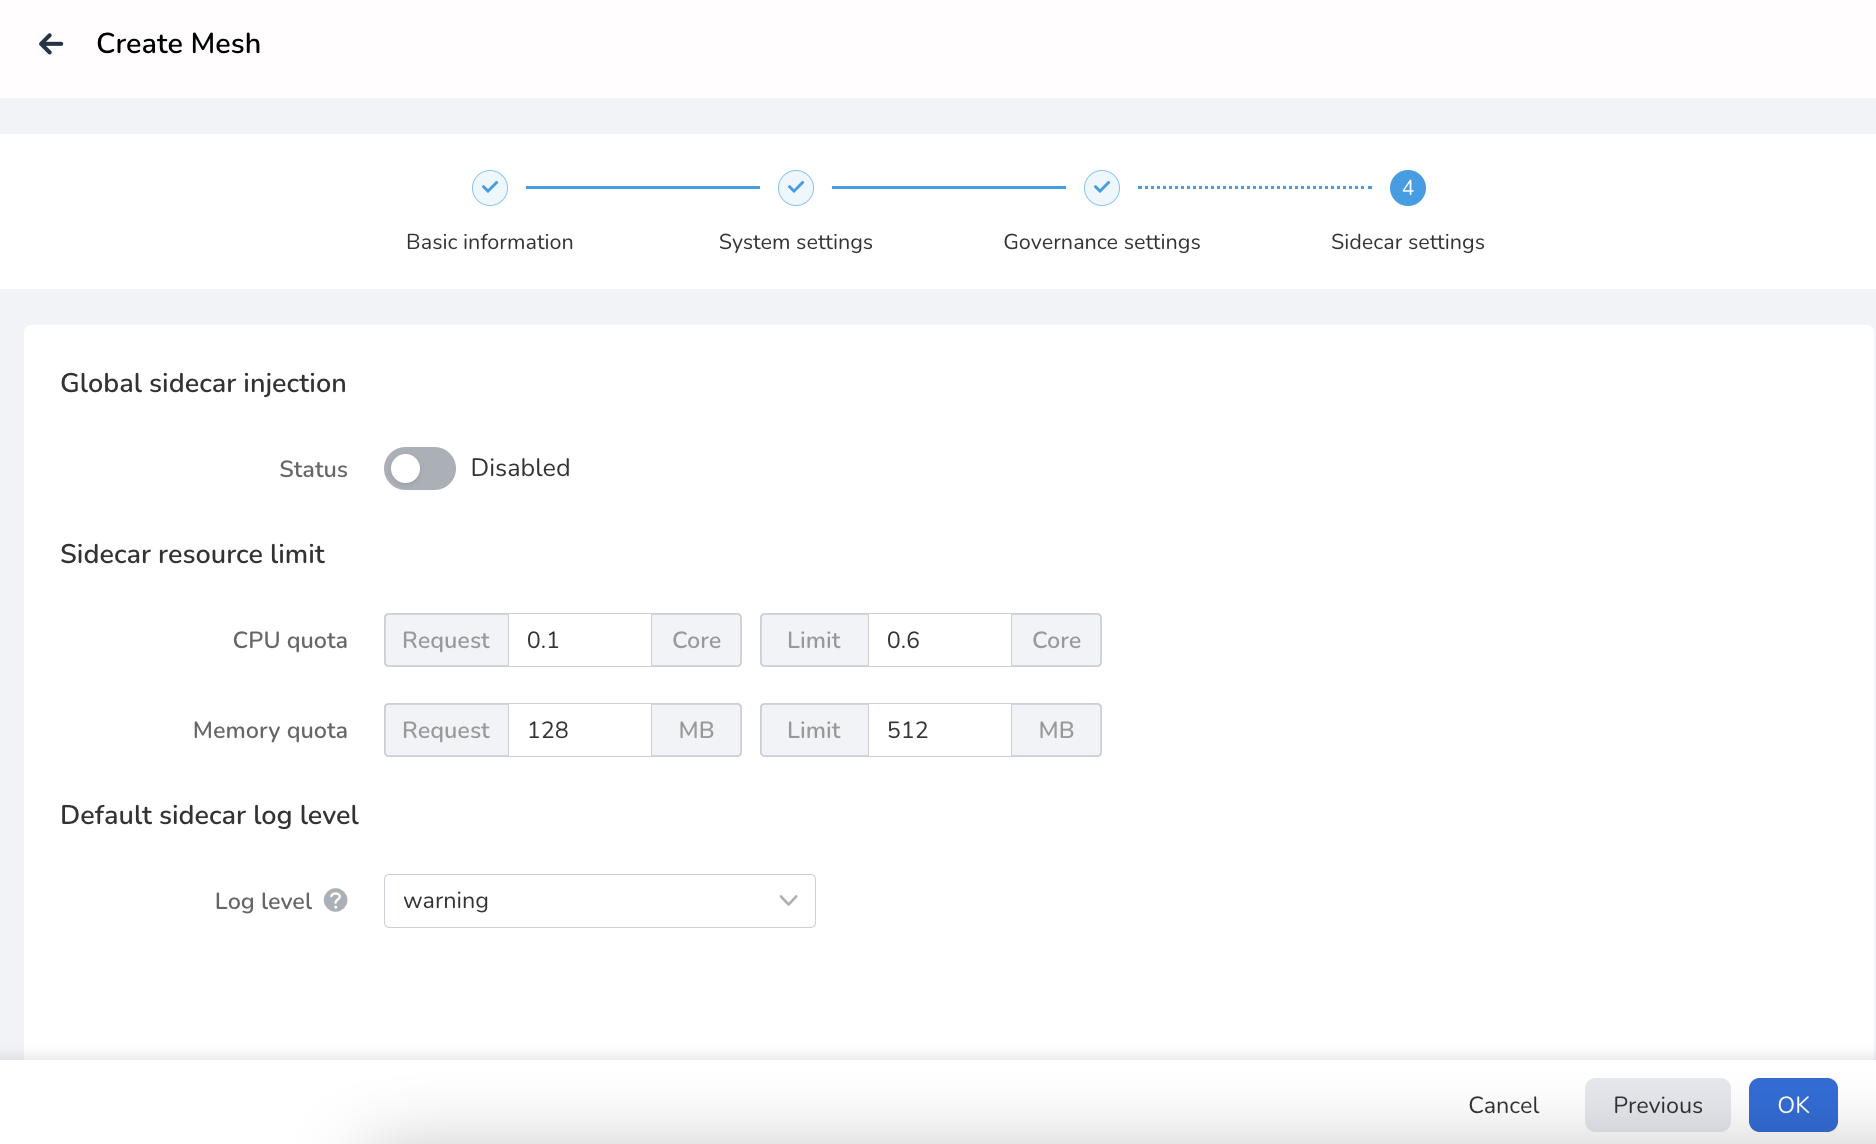 Create Mesh
4
Basic information System settings Governance settings Sidecar settings
Global sidecar injection
Status Disabled
Sidecar resource limit
CPU quota Request 0.1 Core Limit 0.6 Core
Memory quota Request 128 MB Limit 512 MB
Default sidecar log level
Log level ? warning
Cancel Previous OK